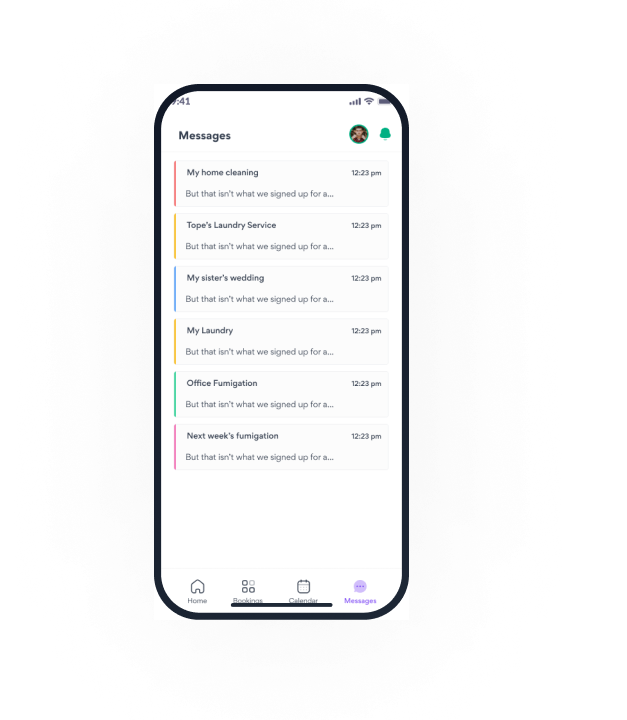 9:41
Messages
My home cleaning 12:23 pm
But that isn't what we signed up for a...
Tope's Laundry Service 12:23 pm
But that isn't what we signed up for a...
My sister's wedding 12:23 pm
But that isn't what we signed up for a...
My Laundry 12:23 pm
But that isn't what we signed up for a...
Office Fumigation 12:23 pm
But that isn't what we signed up for a...
Next week's fumigation 12:23 pm
But that isn't what we signed up for a...
Home Bookings Calendar Messages